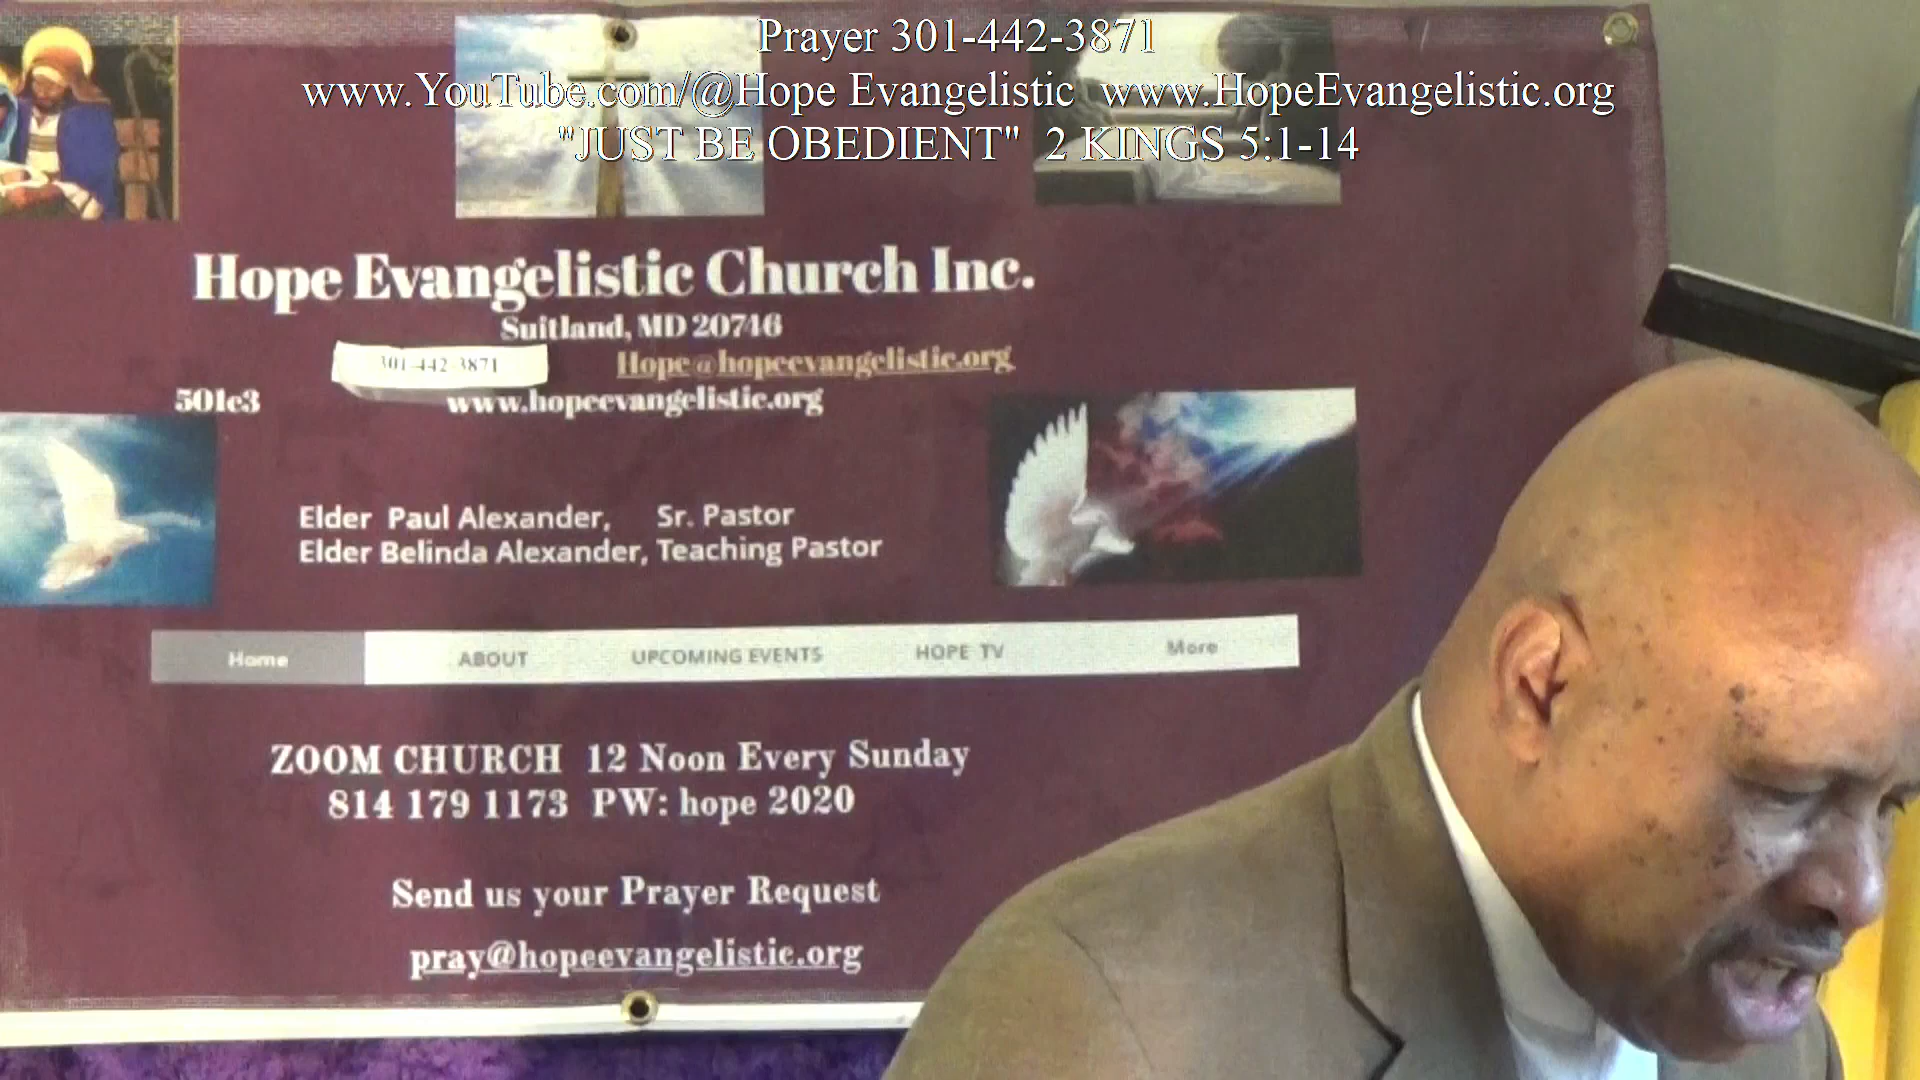 Prayer 301-442-3871
www.YouTube.com/@Hope Evangelistic www.HopeEvangelistic.org
"JUST BE OBEDIENT" 2 KINGS 5:1-14
Hope Evangelistic Church Inc.
Suitland, MD 20746
301-442-3871 Hope@hopeevangelistic.org
501c3 www.hopeevangelistic.org
Elder Paul Alexander, Sr. Pastor
Elder Belinda Alexander, Teaching Pastor
Home ABOUT UPCOMING EVENTS HOPE TV More
ZOOM CHURCH 12 Noon Every Sunday
814 179 1173 PW: hope 2020
Send us your Prayer Request
pray@hopeevangelistic.org